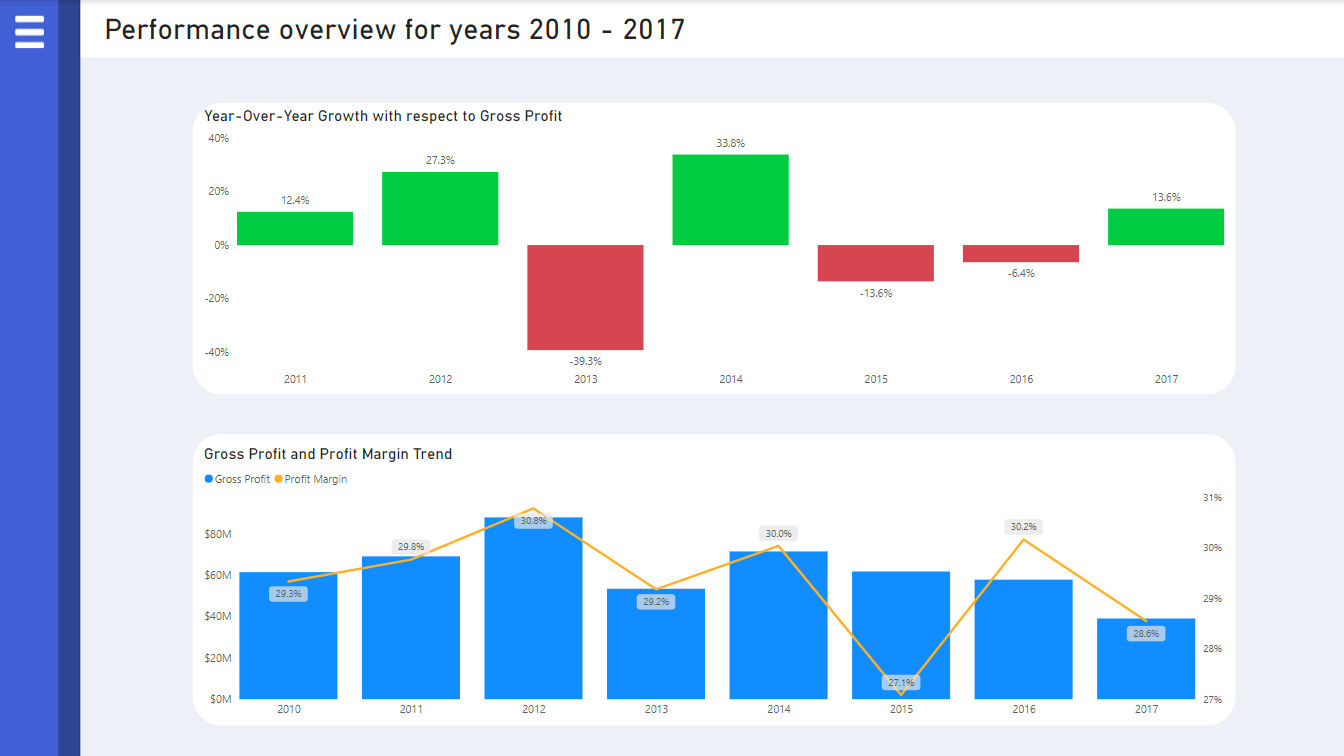 Performance overview for years 2010 - 2017
Year-Over-Year Growth with respect to Gross Profit
40%
20%
0%
-20%
-40%
12.4%
27.3%
-39.3%
33.8%
-13.6%
-6.4%
13.6%
2011 2012 2013 2014 2015 2016 2017
Gross Profit and Profit Margin Trend
Gross Profit Profit Margin
$80M
$60M
$40M
$20M
$0M
29.3%
29.8%
30.8%
29.2%
30.0%
27.1%
30.2%
28.6%
31%
30%
29%
28%
27%
2010 2011 2012 2013 2014 2015 2016 2017